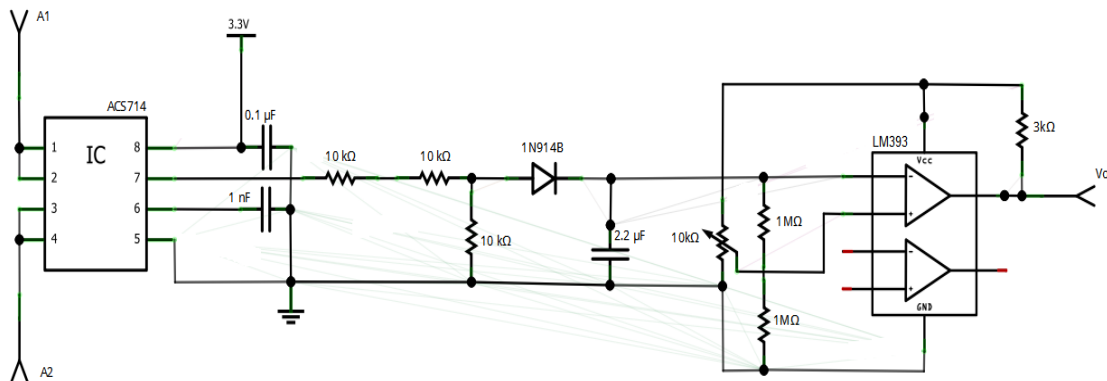 A1
3.3V
ACS714
IC
1
2
3
4
8
7
6
5
0.1 µF
1 nF
10 kΩ
10 kΩ
10 kΩ
1N914B
2.2 µF
10kΩ
1MΩ
1MΩ
LM393
Vcc
-
+
-
+
GND
3kΩ
Vo
A2